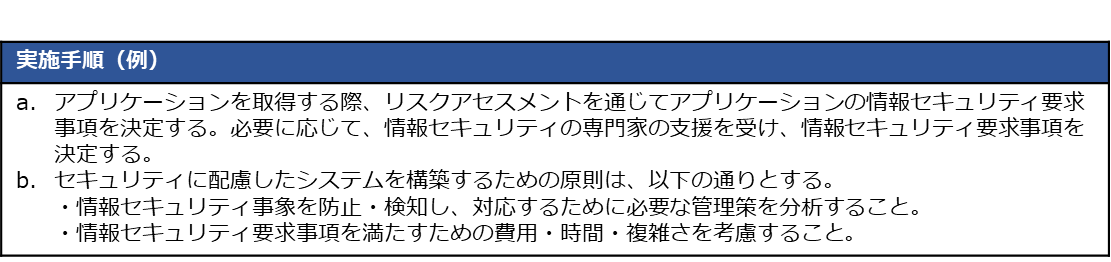 実施手順（例）
a. アプリケーションを取得する際、リスクアセスメントを通じてアプリケーションの情報セキュリティ要求
事項を決定する。必要に応じて、情報セキュリティの専門家の支援を受け、情報セキュリティ要求事項を
決定する。
b. セキュリティに配慮したシステムを構築するための原則は、以下の通りとする。
・情報セキュリティ事象を防止・検知し、対応するために必要な管理策を分析すること。
・情報セキュリティ要求事項を満たすための費用・時間・複雑さを考慮すること。